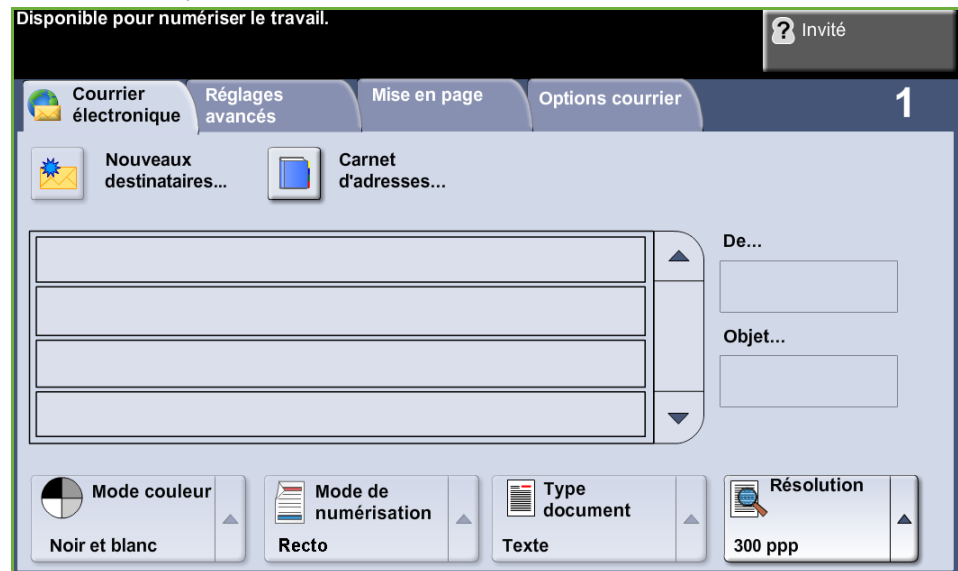 Disponible pour numériser le travail.
? Invité
Courrier électronique
Réglages avancés
Mise en page
Options courrier
1
Nouveaux destinataires...
Carnet d'adresses...
De...
Objet...
Mode couleur
Noir et blanc
Mode de numérisation
Recto
Type document
Texte
Résolution
300 ppp